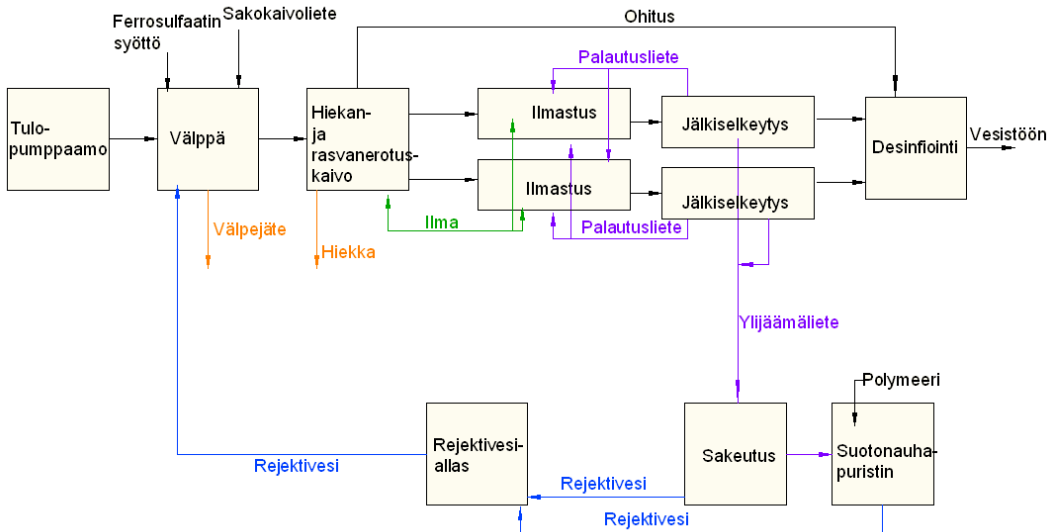 Ohitus
Ferrosulfaatin
syöttö
Sakokaivoliete
Palautusliete
Tulo-
pumppaamo
Välppä
Hiekan-
ja
rasvanerotus-
kaivo
Ilmastus
Jälkiselkeytys
Desinfiointi
Vesistöön
Ilmastus
Jälkiselkeytys
Välpejäte
Hiekka
Ilma
Palautusliete
Ylijäämäliete
Polymeeri
Rejektivesi-
allas
Sakeutus
Suotonauha-
puristin
Rejektivesi
Rejektivesi
Rejektivesi